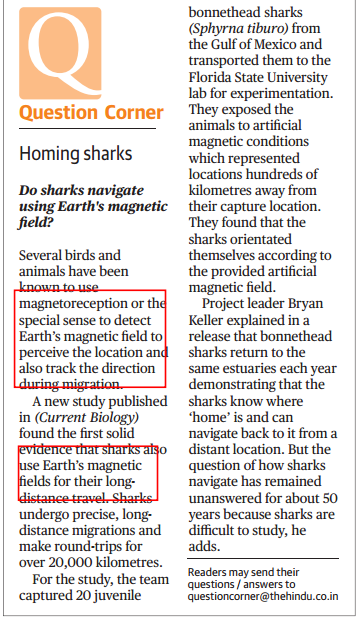 Q
Question Corner
Homing sharks
Do sharks navigate
using Earth's magnetic
field?
Several birds and
animals have been
known to use
magnetoreception or the
special sense to detect
Earth's magnetic field to
perceive the location and
also track the direction
during migration.
A new study published
in (Current Biology)
found the first solid
evidence that sharks also
use Earth's magnetic
fields for their long-
distance travel. Sharks
undergo precise, long-
distance migrations and
make round-trips for
over 20,000 kilometres.
For the study, the team
captured 20 juvenile
bonnethead sharks
(Sphyrna tiburo) from
the Gulf of Mexico and
transported them to the
Florida State University
lab for experimentation.
They exposed the
animals to artificial
magnetic conditions
which represented
locations hundreds of
kilometres away from
their capture location.
They found that the
sharks orientated
themselves according to
the provided artificial
magnetic field.
Project leader Bryan
Keller explained in a
release that bonnethead
sharks return to the
same estuaries each year
demonstrating that the
sharks know where
'home' is and can
navigate back to it from a
distant location. But the
question of how sharks
navigate has remained
unanswered for about 50
years because sharks are
difficult to study, he
adds.
Readers may send their
questions / answers to
questioncorner@thehindu.co.in